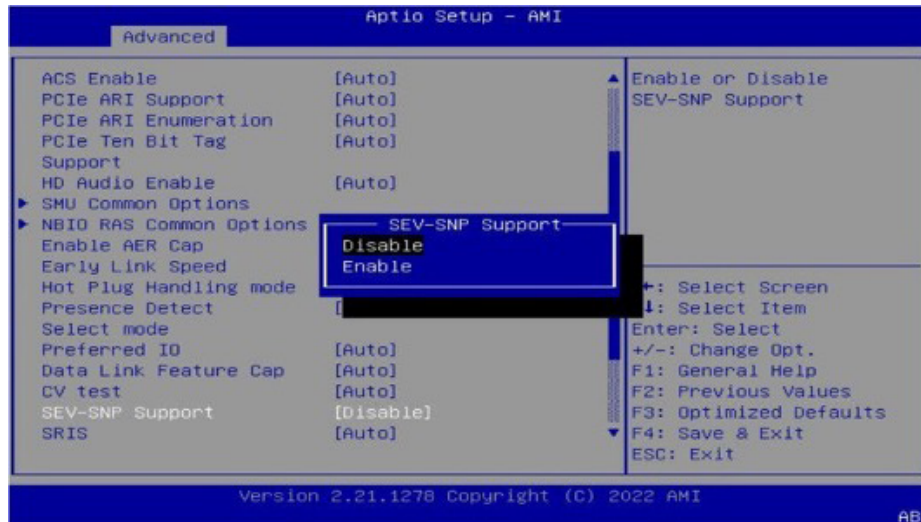 Aptio Setup – AMI
Advanced
ACS Enable [Auto]
PCIe ARI Support [Auto]
PCIe ARI Enumeration [Auto]
PCIe Ten Bit Tag [Auto]
Support
HD Audio Enable [Auto]
SMU Common Options
NBIO RAS Common Options
Enable AER Cap
Early Link Speed
Hot Plug Handling mode
Presence Detect [
Select mode
Preferred IO [Auto]
Data Link Feature Cap [Auto]
CV test [Auto]
SEV-SNP Support [Disable]
SRIS [Auto]
SEV-SNP Support
Disable
Enable
Enable or Disable
SEV-SNP Support
: Select Screen
: Select Item
Enter: Select
+/-: Change Opt.
F1: General Help
F2: Previous Values
F3: Optimized Defaults
F4: Save & Exit
ESC: Exit
Version 2.21.1278 Copyright (C) 2022 AMI
AB